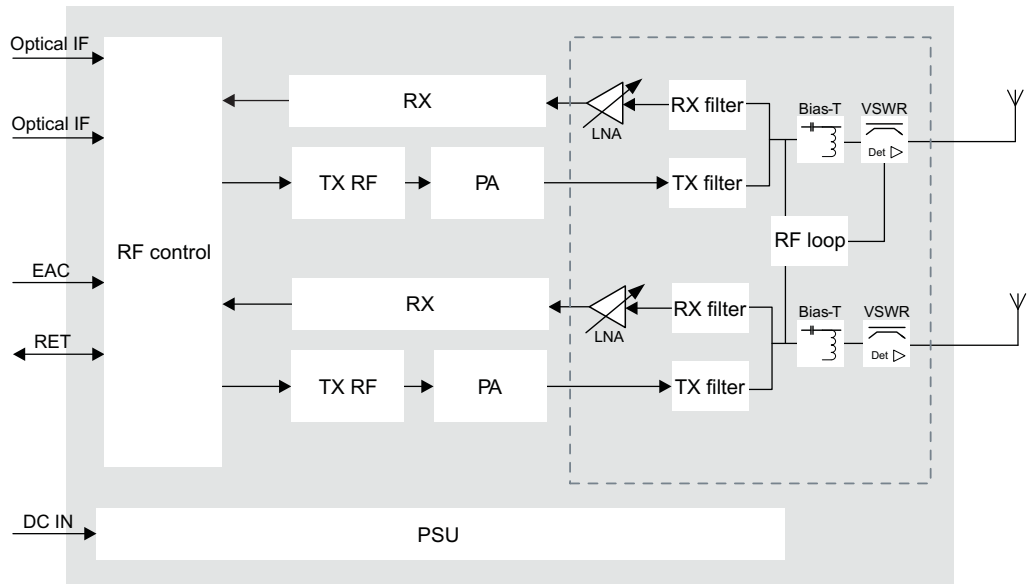 Optical IF
Optical IF
EAC
RET
DC IN
RF control
RX
LNA
RX filter
Bias-T
VSWR
Det
TX RF
PA
TX filter
RF loop
RX
LNA
RX filter
Bias-T
VSWR
Det
TX RF
PA
TX filter
PSU